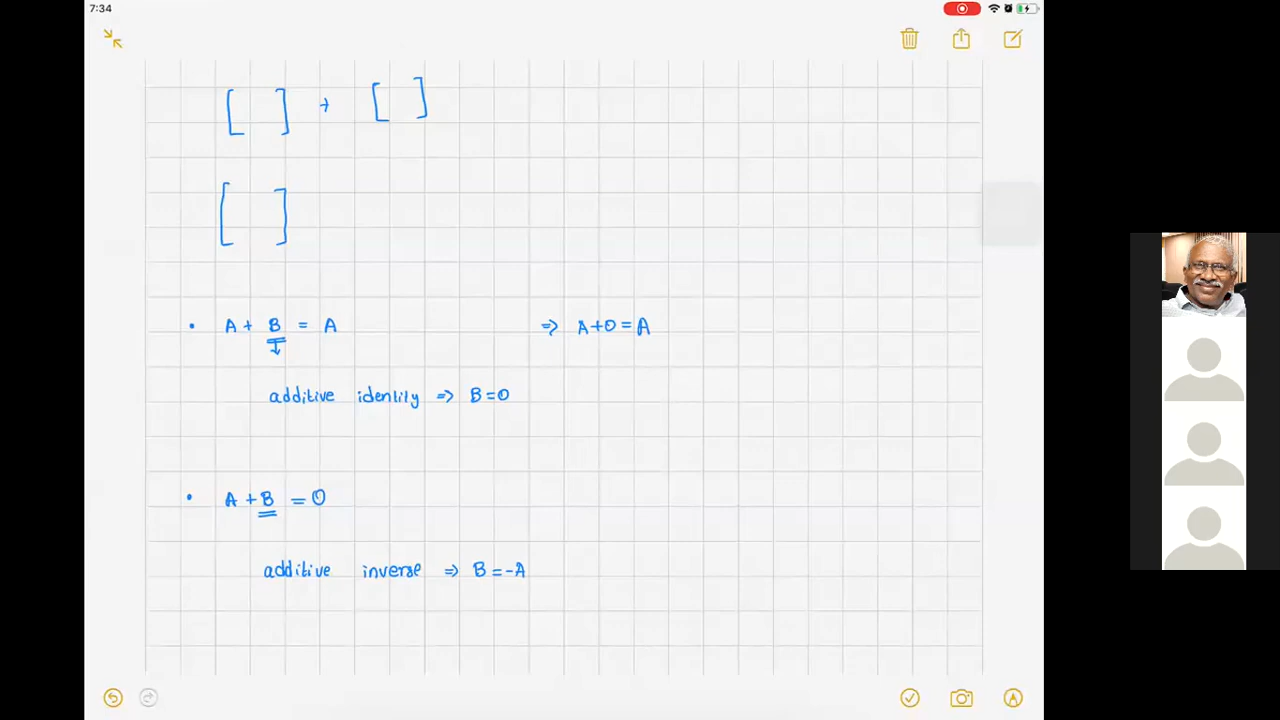 7:34
[ ] + [ ]
[ ]
• A + B = A ⇒ A+0=A
↓
additive identity ⇒ B=0
• A + B = 0
additive inverse ⇒ B=-A